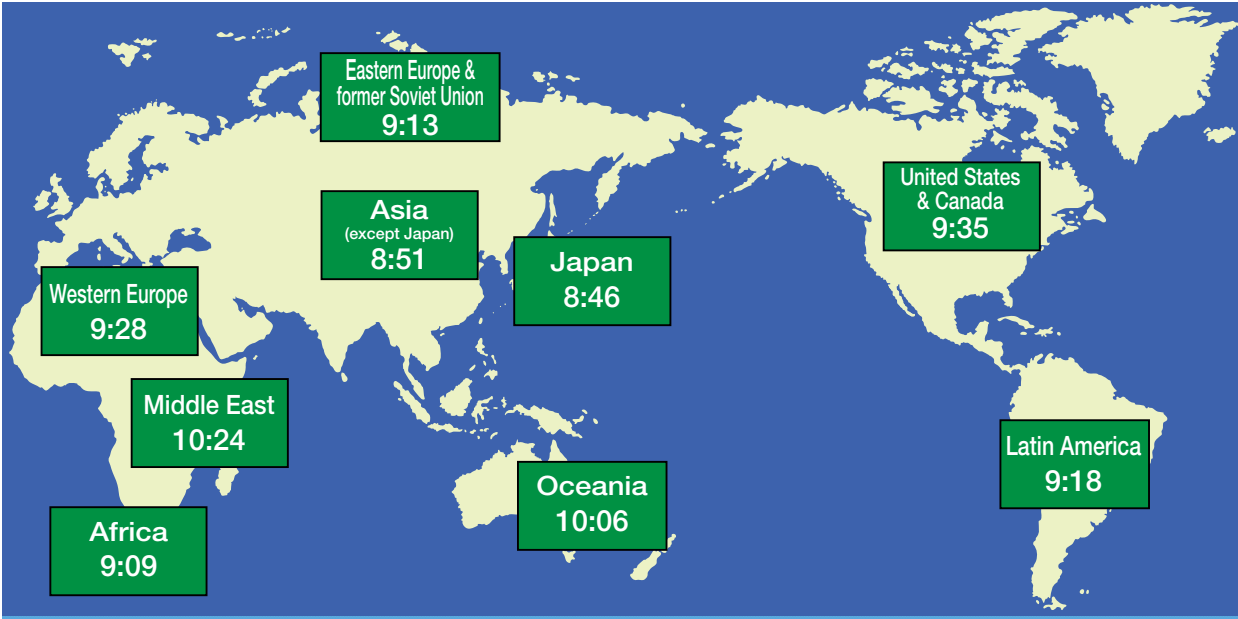 Eastern Europe &
former Soviet Union
9:13
United States
& Canada
9:35
Asia
(except Japan)
8:51
Japan
8:46
Western Europe
9:28
Middle East
10:24
Latin America
9:18
Oceania
10:06
Africa
9:09